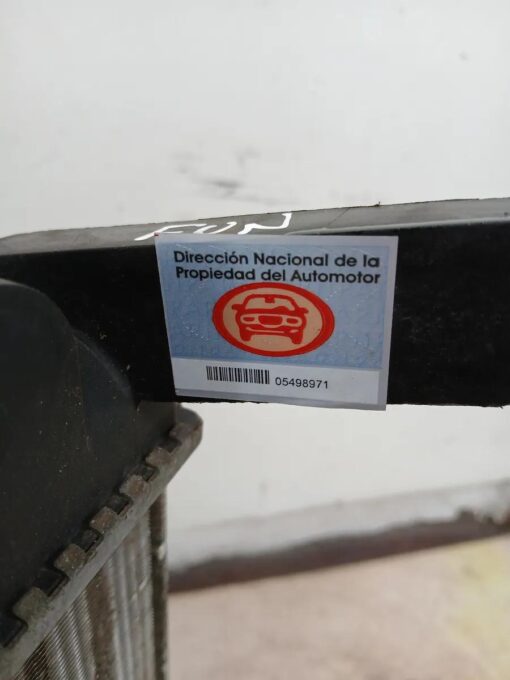 FUN
Dirección Nacional de la
Propiedad del Automotor
05498971